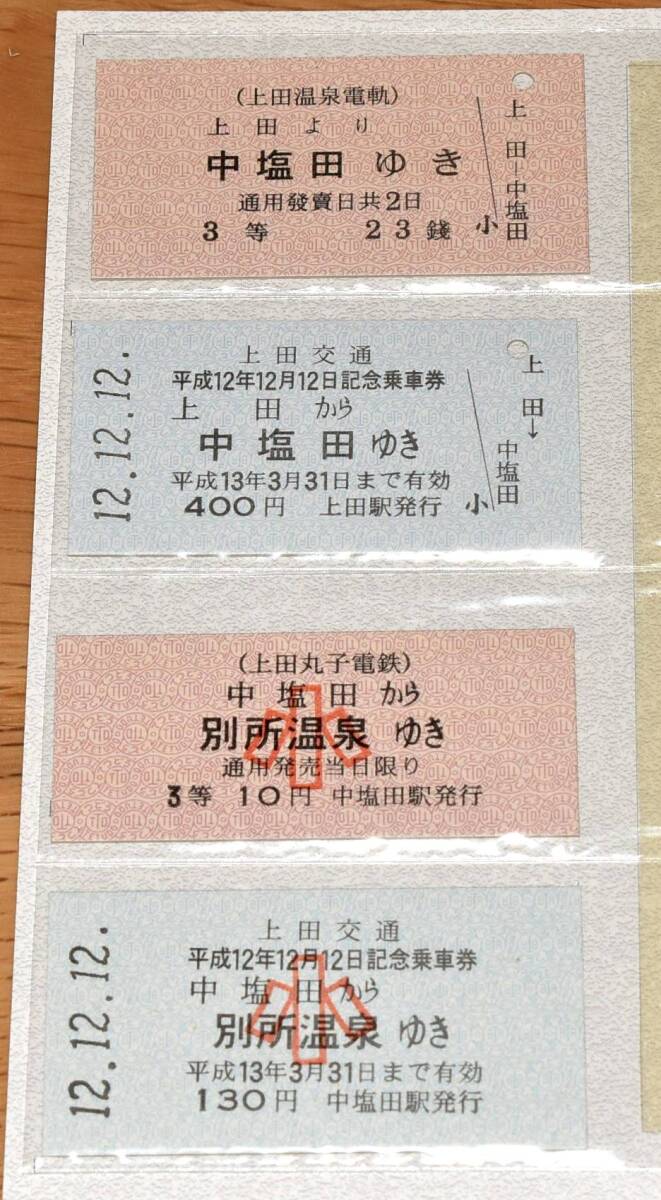 (上田温泉電軌)
上田より
中塩田ゆき
通用發賣日共2日
3等 23錢
上田―中塩田
小
12.12.12.
上田交通
平成12年12月12日記念乗車券
上田から
中塩田ゆき
平成13年3月31日まで有効
400円 上田駅発行
上田→中塩田
小
(上田丸子電鉄)
中塩田から
別所温泉ゆき
通用発売当日限り
3等 10円 中塩田駅発行
小
12.12.12.
上田交通
平成12年12月12日記念乗車券
中塩田から
別所温泉ゆき
平成13年3月31日まで有効
130円 中塩田駅発行
小